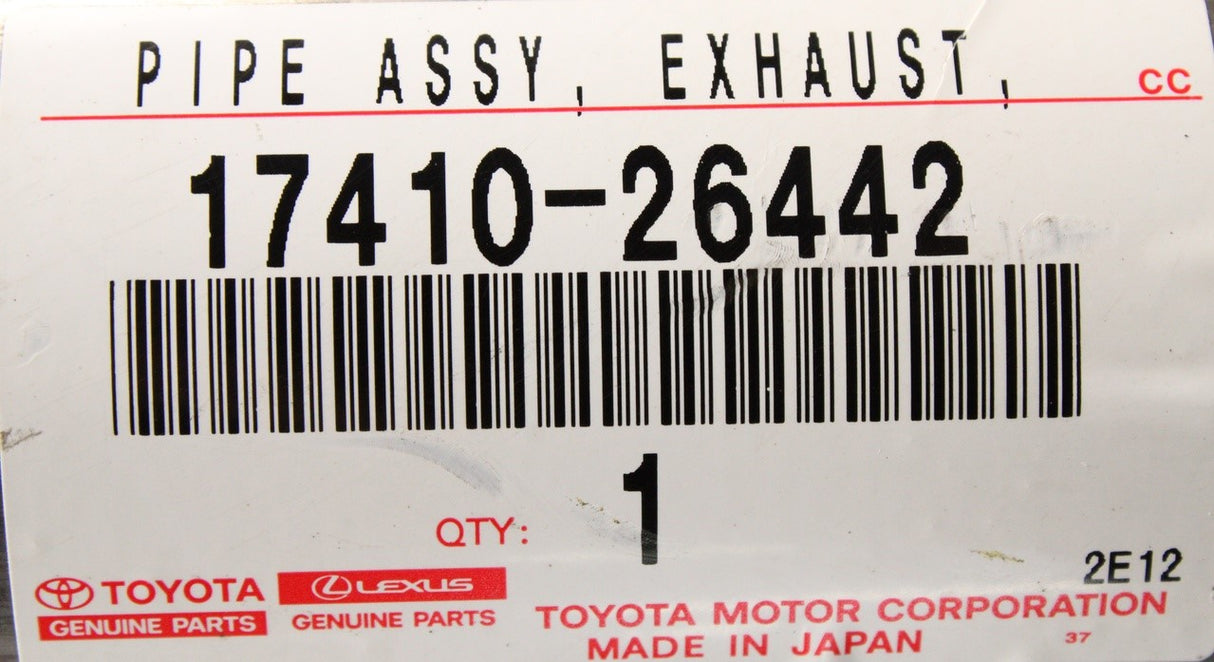 PIPE ASSY, EXHAUST, CC
17410-26442
1
QTY:
2E12
TOYOTA LEXUS
GENUINE PARTS GENUINE PARTS
TOYOTA MOTOR CORPORATION
MADE IN JAPAN 37